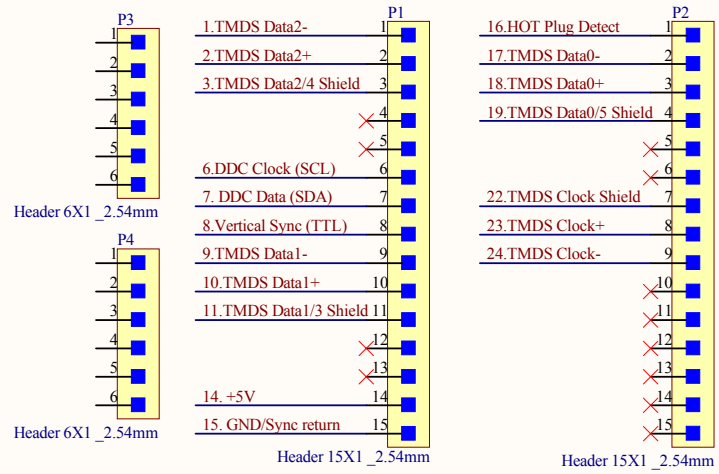 P3
1
2
3
4
5
6
Header 6X1 _2.54mm
P4
1
2
3
4
5
6
Header 6X1 _2.54mm
P1
1.TMDS Data2- 1
2.TMDS Data2+ 2
3.TMDS Data2/4 Shield 3
4
5
6.DDC Clock (SCL) 6
7. DDC Data (SDA) 7
8.Vertical Sync (TTL) 8
9.TMDS Data1- 9
10.TMDS Data1+ 10
11.TMDS Data1/3 Shield 11
12
13
14. +5V 14
15. GND/Sync return 15
Header 15X1 _2.54mm
P2
16.HOT Plug Detect 1
17.TMDS Data0- 2
18.TMDS Data0+ 3
19.TMDS Data0/5 Shield 4
5
6
22.TMDS Clock Shield 7
23.TMDS Clock+ 8
24.TMDS Clock- 9
10
11
12
13
14
15
Header 15X1 _2.54mm